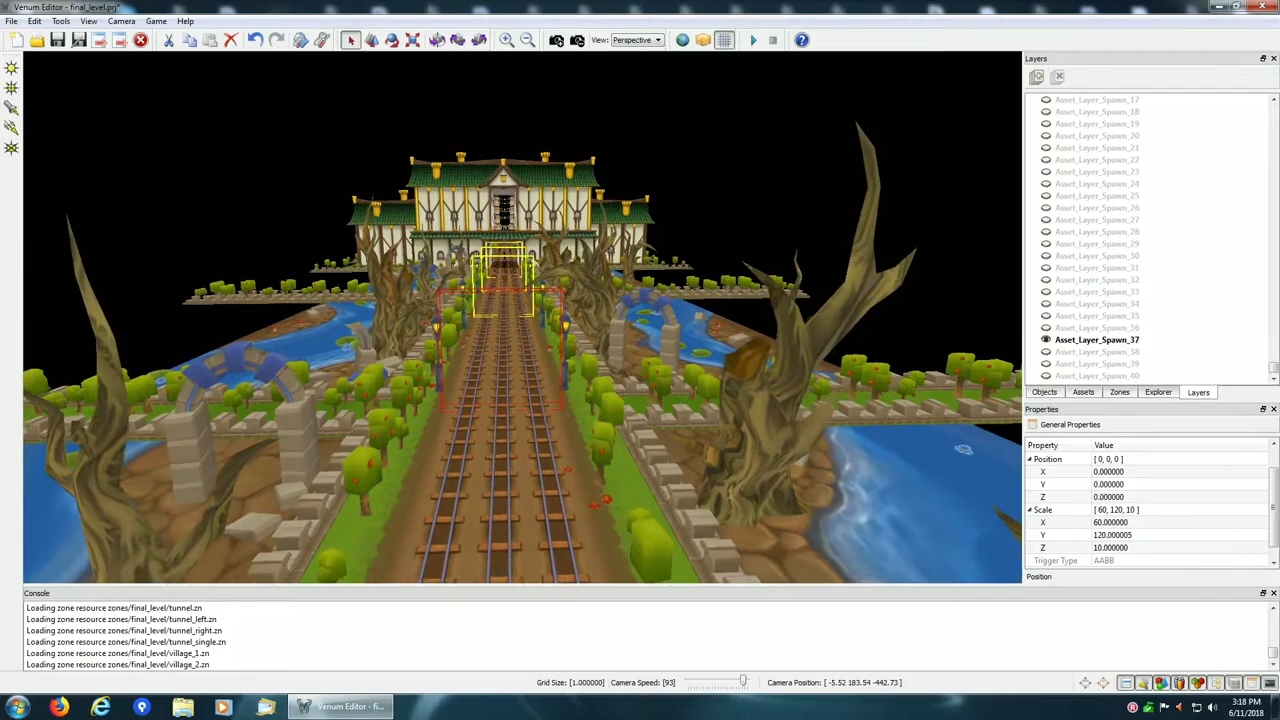 Venum Editor - final_level.prj*
File Edit Tools View Camera Game Help
View: Perspective
Layers
Asset_Layer_Spawn_17
Asset_Layer_Spawn_18
Asset_Layer_Spawn_19
Asset_Layer_Spawn_20
Asset_Layer_Spawn_21
Asset_Layer_Spawn_22
Asset_Layer_Spawn_23
Asset_Layer_Spawn_24
Asset_Layer_Spawn_25
Asset_Layer_Spawn_26
Asset_Layer_Spawn_27
Asset_Layer_Spawn_28
Asset_Layer_Spawn_29
Asset_Layer_Spawn_30
Asset_Layer_Spawn_31
Asset_Layer_Spawn_32
Asset_Layer_Spawn_33
Asset_Layer_Spawn_34
Asset_Layer_Spawn_35
Asset_Layer_Spawn_36
Asset_Layer_Spawn_37
Asset_Layer_Spawn_38
Asset_Layer_Spawn_39
Asset_Layer_Spawn_40
Objects Assets Zones Explorer Layers
Properties
General Properties
Property Value
Position [ 0, 0, 0 ]
X 0.000000
Y 0.000000
Z 0.000000
Scale [ 60, 120, 10 ]
X 60.000000
Y 120.000005
Z 10.000000
Trigger Type AABB
Position
Console
Loading zone resource zones/final_level/tunnel.zn
Loading zone resource zones/final_level/tunnel_left.zn
Loading zone resource zones/final_level/tunnel_right.zn
Loading zone resource zones/final_level/tunnel_single.zn
Loading zone resource zones/final_level/village_1.zn
Loading zone resource zones/final_level/village_2.zn
Grid Size: [1.000000] Camera Speed: [93] Camera Position: [ -5.52 183.54 -442.73 ]
Venum Editor - fi...
3:18 PM
6/11/2018